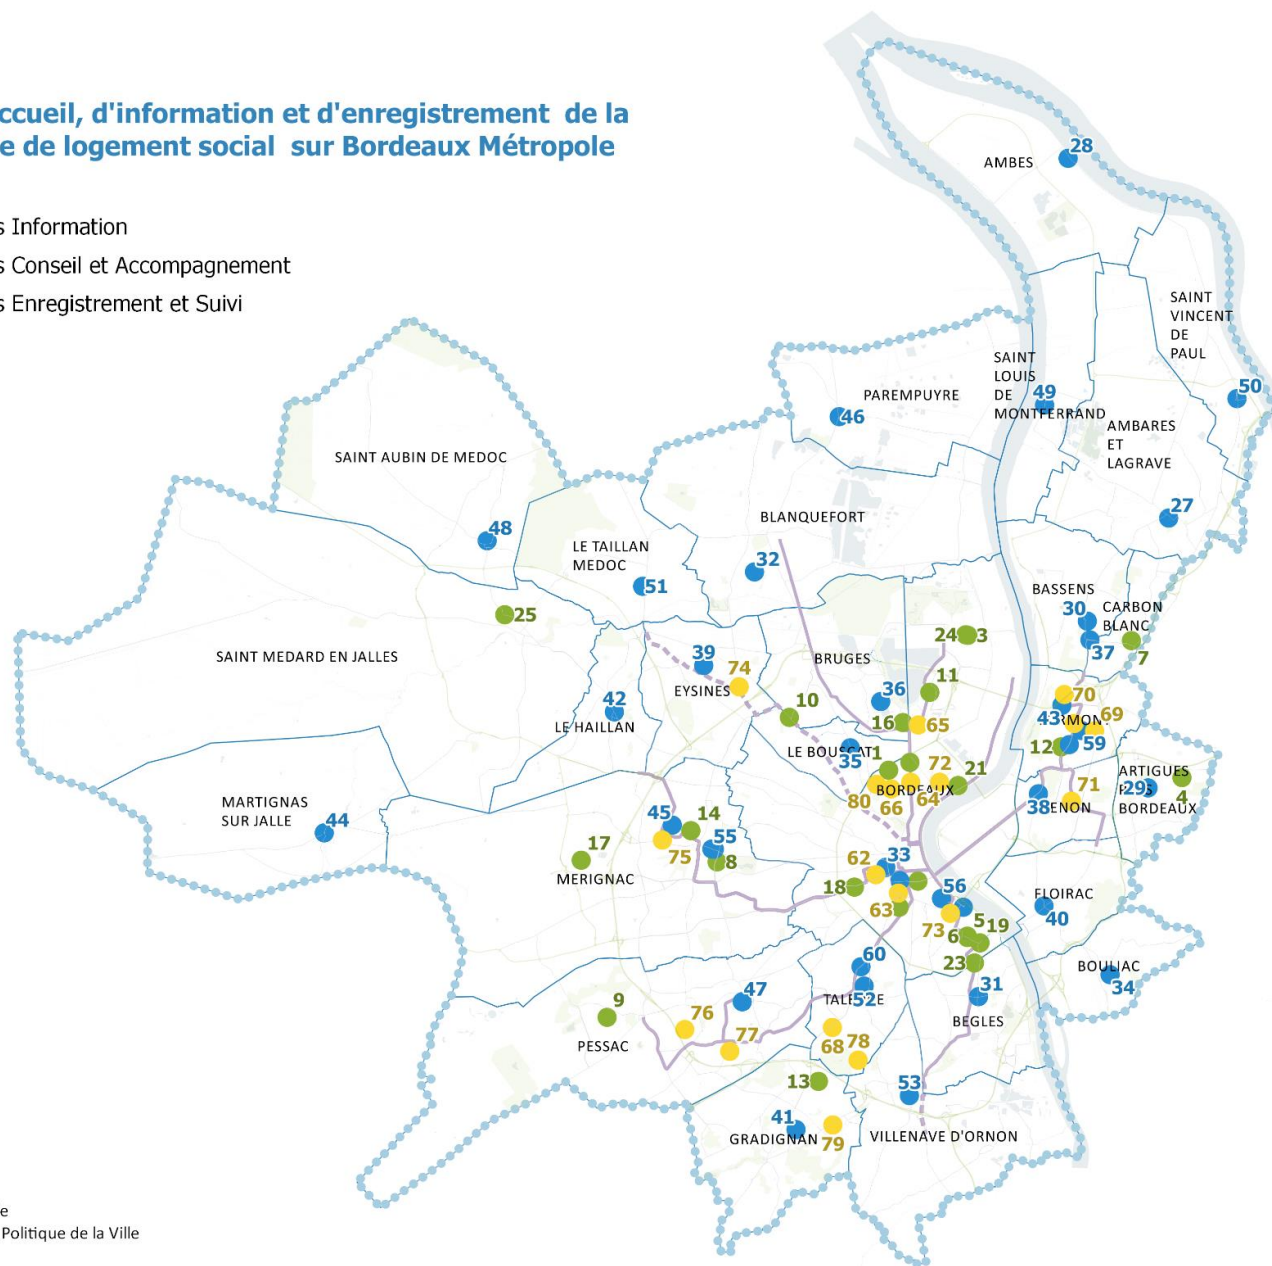 ccueil, d'information et d'enregistrement de la
e de logement social sur Bordeaux Métropole
s Information
s Conseil et Accompagnement
s Enregistrement et Suivi
28
AMBES
SAINT
VINCENT
DE
PAUL
SAINT
LOUIS
DE
MONTFERRAND
49
50
PAREMPUYRE
46
AMBARES
ET
LAGRAVE
27
SAINT AUBIN DE MEDOC
48
BLANQUEFORT
32
LE TAILLAN
MEDOC
51
25
BASSENS
30
CARBON
BLANC
37
7
24
3
SAINT MEDARD EN JALLES
39
74
EYSINES
BRUGES
36
11
10
16
65
42
LE HAILLAN
70
43
69
12
59
LE BOUSCAT
35
1
72
21
80
66
BORDEAUX
64
71
38
ARTIGUES
29
BORDEAUX
4
MARTIGNAS
SUR JALLE
44
45
14
55
75
8
17
MERIGNAC
62
33
18
63
56
73
5
19
6
23
FLOIRAC
40
BOULIAC
34
60
52
31
BEGLES
47
9
PESSAC
76
77
68
78
13
53
41
GRADIGNAN
79
VILLENAVE D'ORNON
e
Politique de la Ville